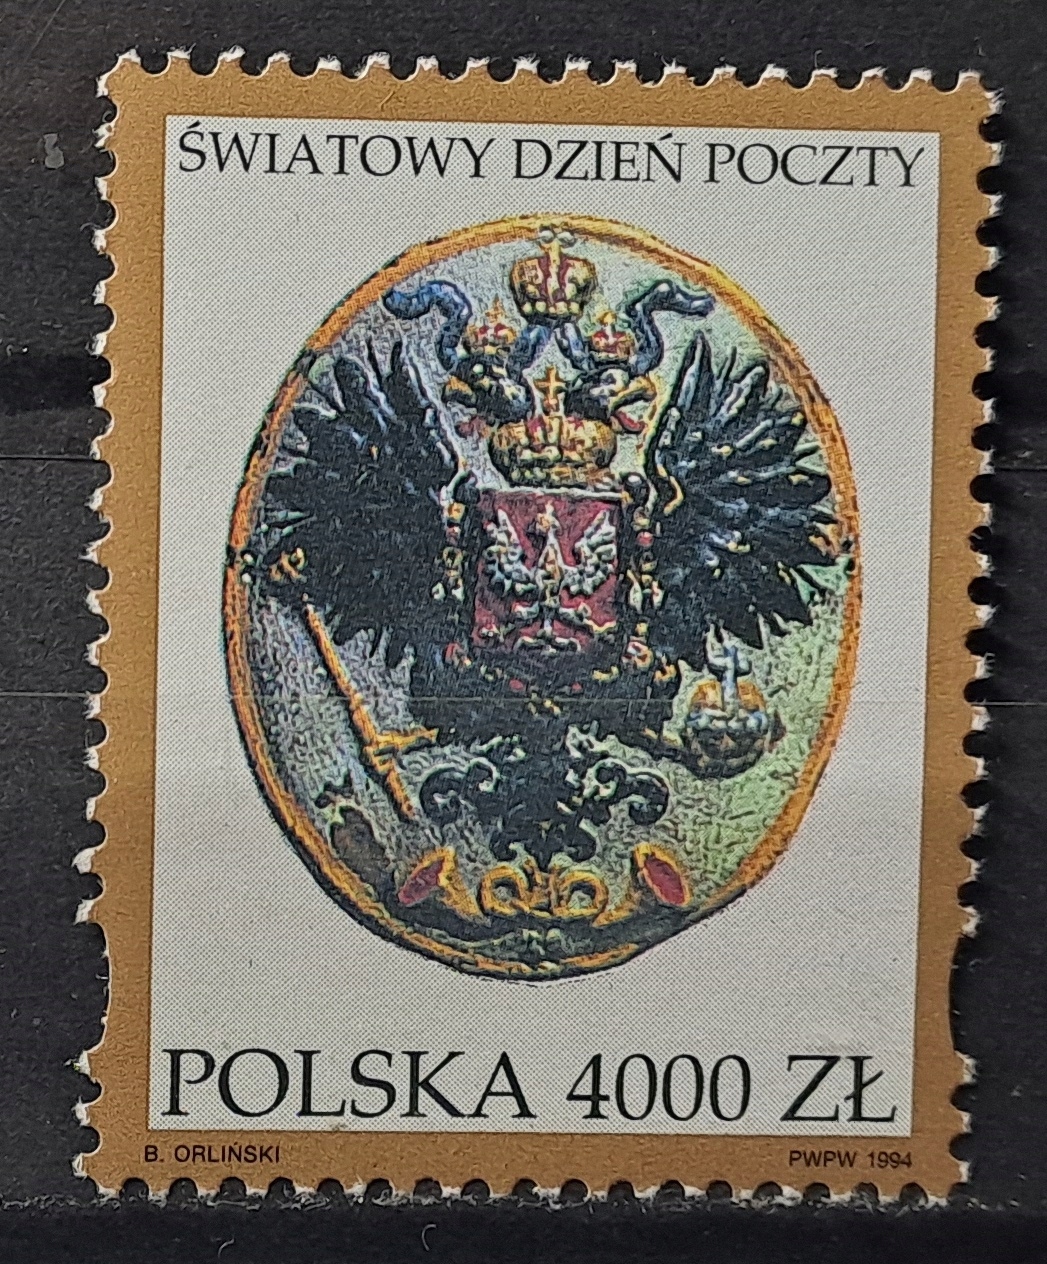 ŚWIATOWY DZIEŃ POCZTY
POLSKA 4000 ZŁ
B. ORLIŃSKI PWPW 1994